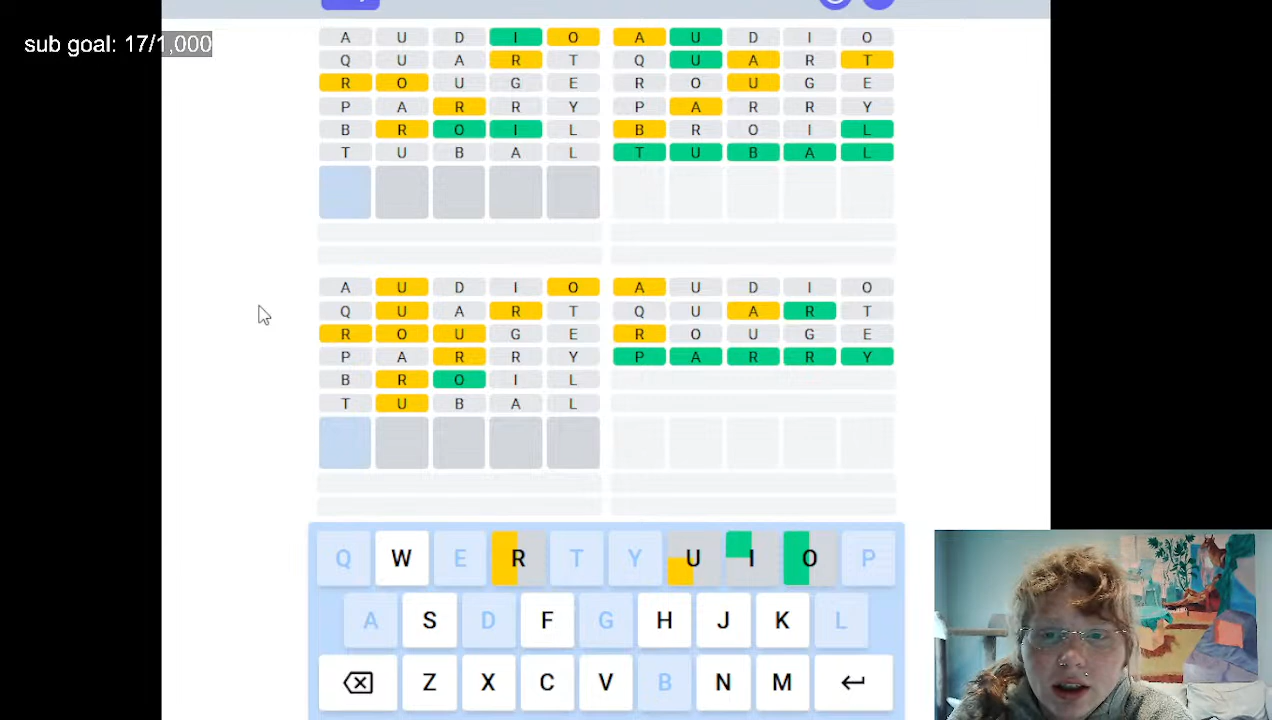 sub goal: 17/1,000
A U D I O A U D I O
Q U A R T Q U A R T
R O U G E R O U G E
P A R R Y P A R R Y
B R O I L B R O I L
T U B A L T U B A L
A U D I O A U D I O
Q U A R T Q U A R T
R O U G E R O U G E
P A R R Y P A R R Y
B R O I L
T U B A L
Q W E R T Y U I O P
A S D F G H J K L
Z X C V B N M